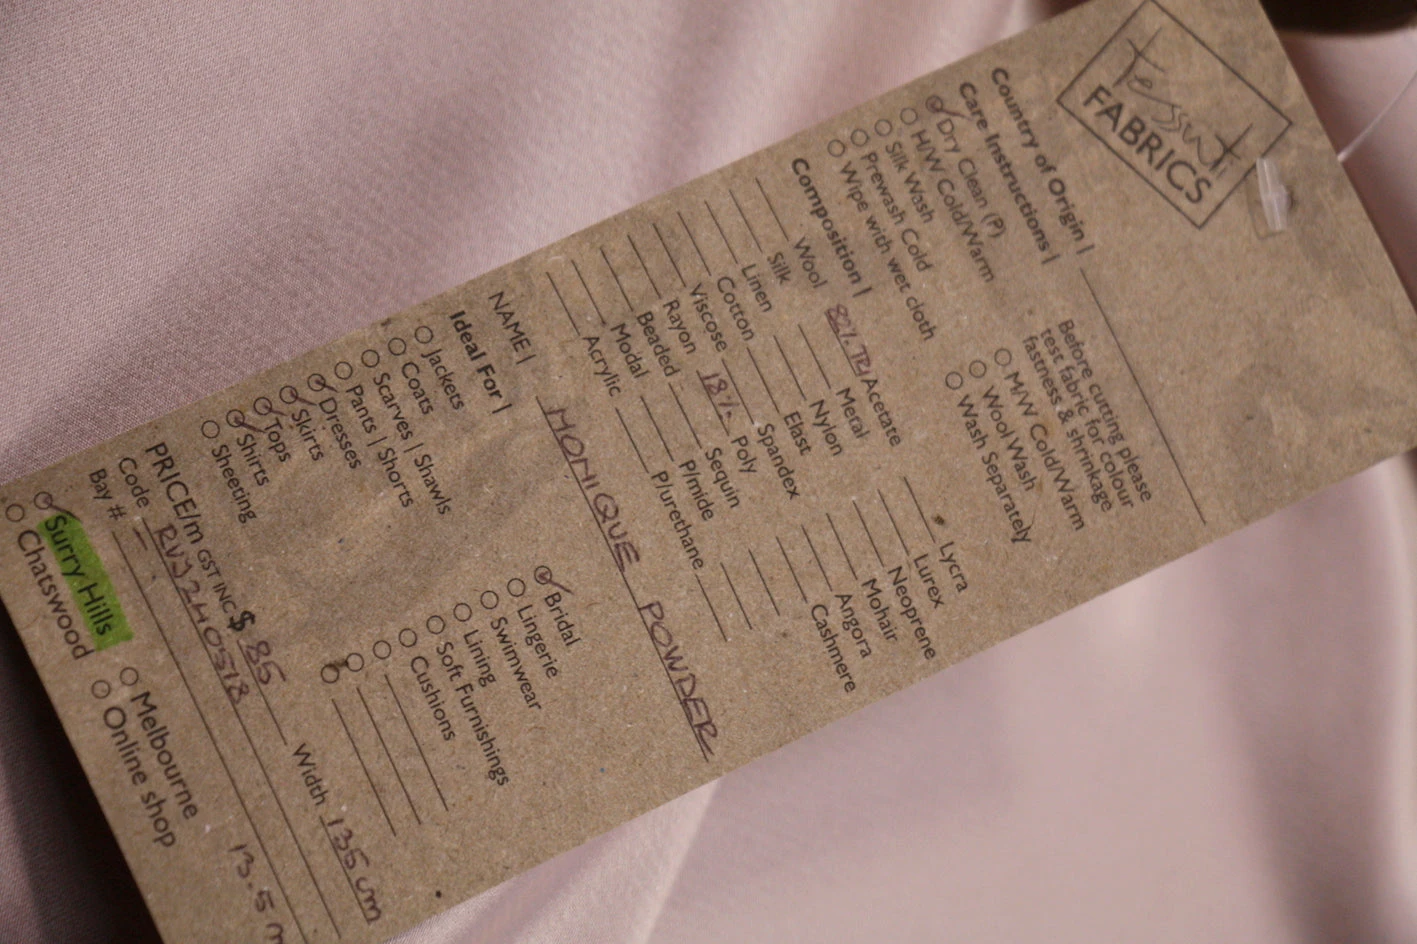 Tessuti
FABRICS
Country of Origin |
Care Instructions |
Dry Clean (P)
H/W Cold/Warm
Silk Wash
Prewash Cold
Wipe with wet cloth
Before cutting please
test fabric for colour
fastness & shrinkage
M/W Cold/Warm
Wool Wash
Wash Separately
Composition |
Wool 82% TRI Acetate Lycra
Silk Metal Lurex
Linen Nylon Neoprene
Cotton Elast Mohair
Viscose Spandex Angora
Rayon 18% Poly Cashmere
Beaded Sequin
Modal P/mide
Acrylic P/urethane
NAME | MONIQUE POWDER
Ideal For |
Jackets Bridal
Coats Lingerie
Scarves | Shawls Swimwear
Pants | Shorts Lining
Dresses Soft Furnishings
Skirts Cushions
Tops
Shirts
Sheeting
PRICE/m GST INC $ 85 Width 135cm
Code RVJ2H0518
Bay # 13.5
Surry Hills Melbourne
Chatswood Online shop